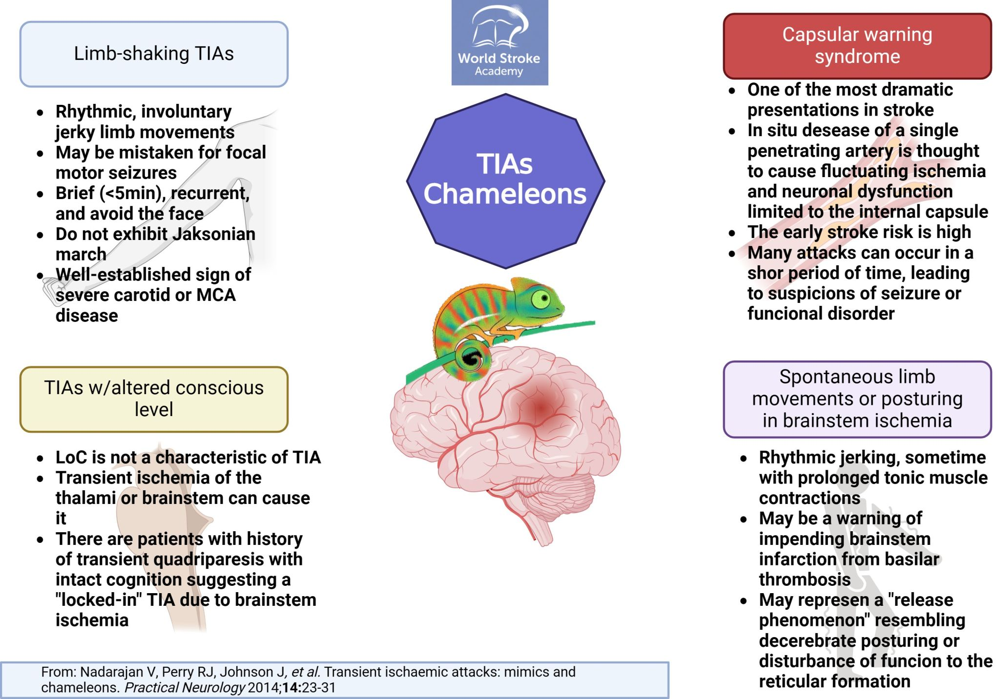 World Stroke
Academy
TIAs
Chameleons
Limb-shaking TIAs
• Rhythmic, involuntary
jerky limb movements
• May be mistaken for focal
motor seizures
• Brief (<5min), recurrent,
and avoid the face
• Do not exhibit Jaksonian
march
• Well-established sign of
severe carotid or MCA
disease
Capsular warning
syndrome
• One of the most dramatic
presentations in stroke
• In situ desease of a single
penetrating artery is thought
to cause fluctuating ischemia
and neuronal dysfunction
limited to the internal capsule
• The early stroke risk is high
• Many attacks can occur in a
shor period of time, leading
to suspicions of seizure or
funcional disorder
TIAs w/altered conscious
level
• LoC is not a characteristic of TIA
• Transient ischemia of the
thalami or brainstem can cause
it
• There are patients with history
of transient quadriparesis with
intact cognition suggesting a
"locked-in" TIA due to brainstem
ischemia
Spontaneous limb
movements or posturing
in brainstem ischemia
• Rhythmic jerking, sometime
with prolonged tonic muscle
contractions
• May be a warning of
impending brainstem
infarction from basilar
thrombosis
• May represen a "release
phenomenon" resembling
decerebrate posturing or
disturbance of funcion to the
reticular formation
From: Nadarajan V, Perry RJ, Johnson J, et al. Transient ischaemic attacks: mimics and
chameleons. Practical Neurology 2014;14:23-31